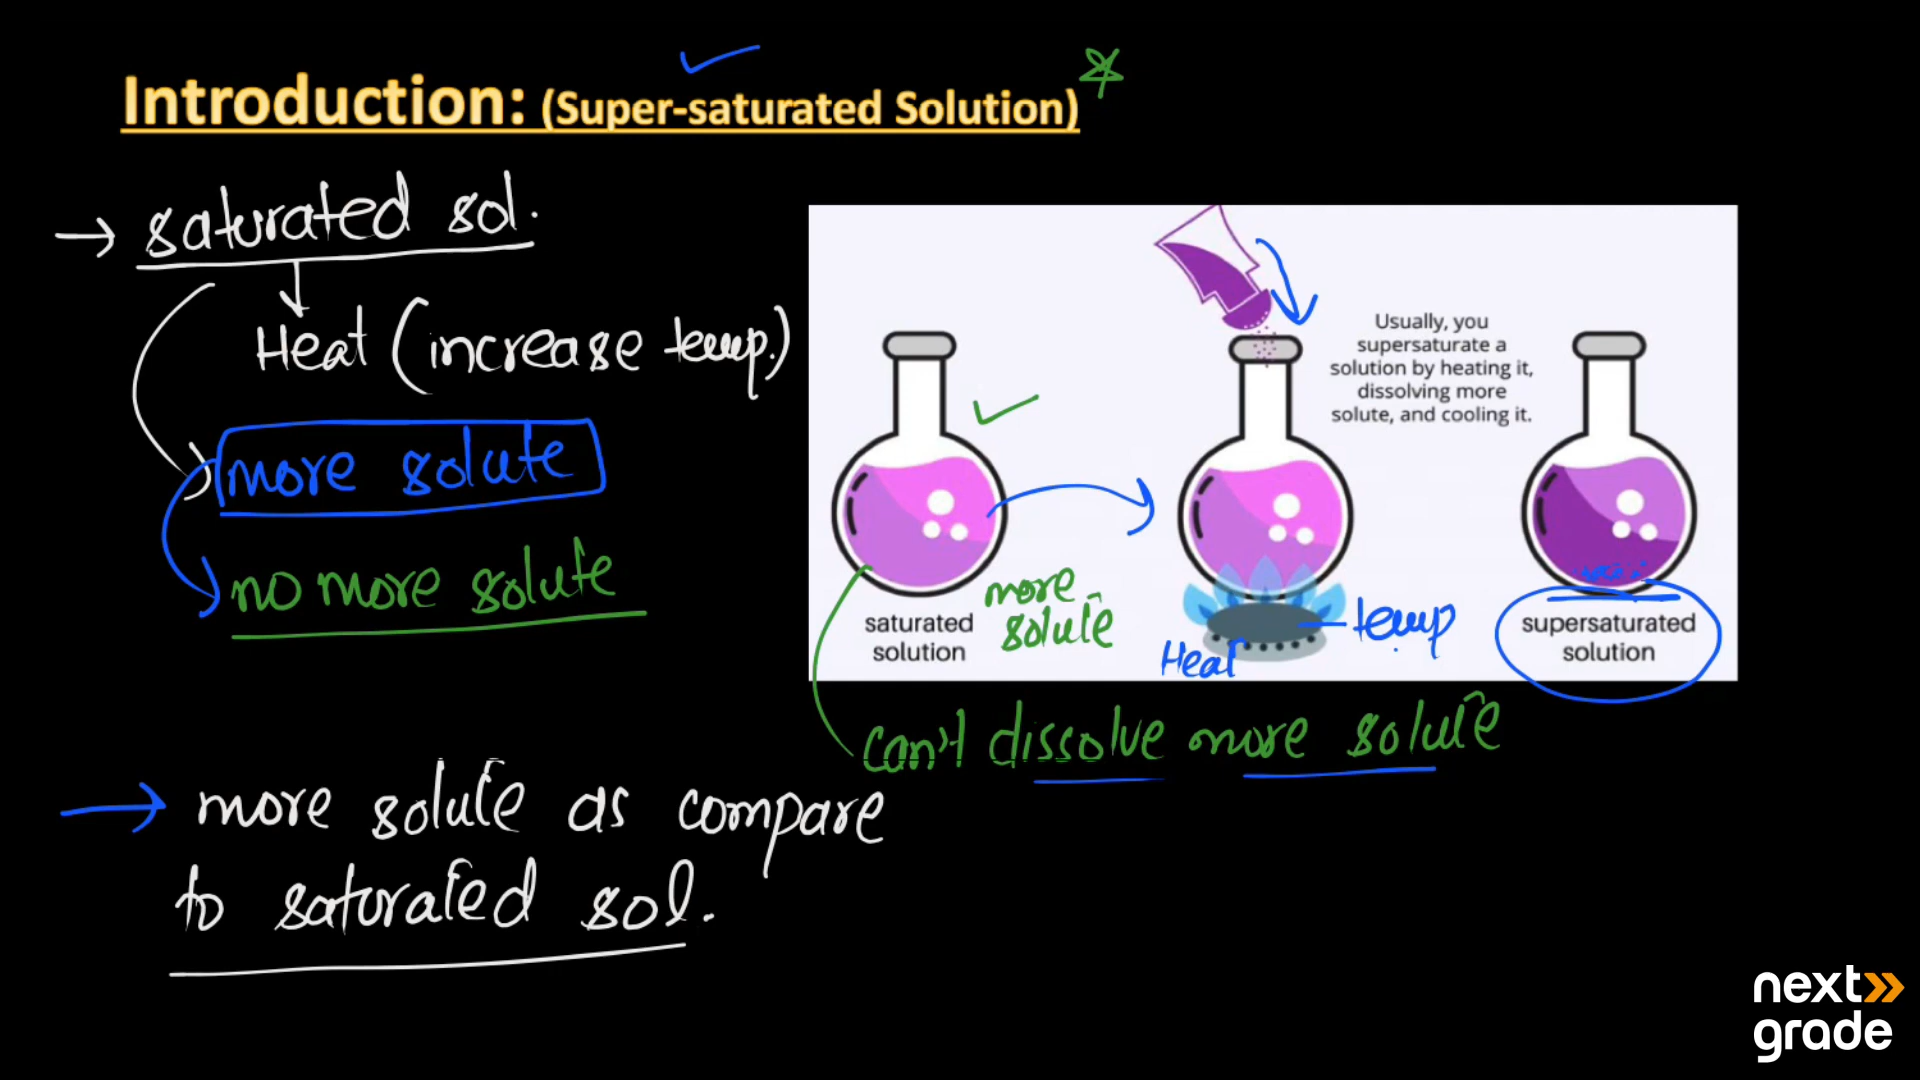 Introduction: (Super-saturated Solution)
→ saturated sol.
Heat (increase temp.)
more solute
no more solute
→ more solute as compare
to saturated sol.
Usually, you
supersaturate a
solution by heating it,
dissolving more
solute, and cooling it.
saturated
solution
more
solute
Heat
temp
supersaturated
solution
can't dissolve more solute
next
grade